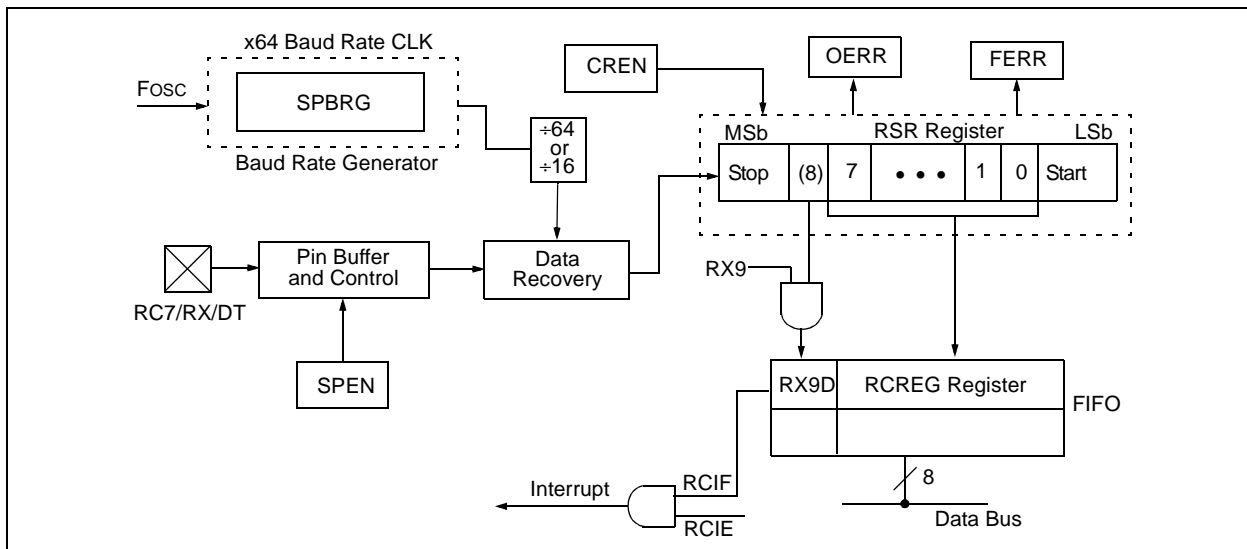 x64 Baud Rate CLK
FOSC
SPBRG
Baud Rate Generator
CREN
OERR
FERR
÷64
or
÷16
MSb
RSR Register
LSb
Stop
(8)
7
• • •
1
0
Start
RC7/RX/DT
Pin Buffer
and Control
Data
Recovery
SPEN
RX9
RX9D
RCREG Register
FIFO
8
Data Bus
Interrupt
RCIF
RCIE